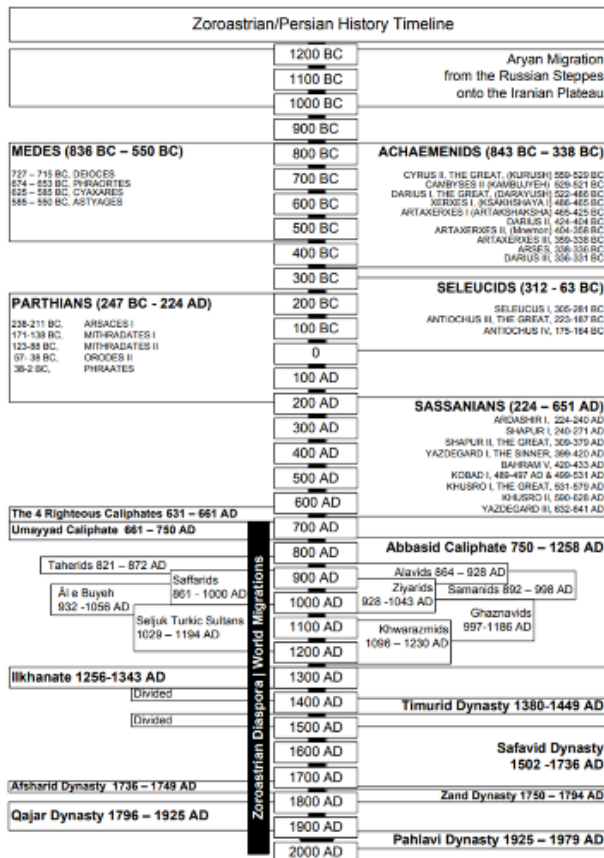 Zoroastrian/Persian History Timeline
1200 BC
1100 BC
1000 BC
Aryan Migration
from the Russian Steppes
onto the Iranian Plateau
900 BC
800 BC
700 BC
600 BC
500 BC
400 BC
MEDES (836 BC – 550 BC)
727 – 715 BC, DEIOCES
674 – 653 BC, PHRAORTES
625 – 585 BC, CYAXARES
585 – 550 BC, ASTYAGES
ACHAEMENIDS (843 BC – 338 BC)
CYRUS II, THE GREAT, (KURUSH) 559-529 BC
CAMBYSES II (KAMBUJYEH) 529-521 BC
DARIUS I, THE GREAT, (DARAYUSH) 522-486 BC
XERXES I, (KSAKHSHAYA I) 486-465 BC
ARTAXERXES I (ARTAKSHAKSHA) 465-425 BC
DARIUS II, 424-404 BC
ARTAXERXES II, (Mnemon) 404-358 BC
ARTAXERXES III, 359-338 BC
ARSES, 338-336 BC
DARIUS III, 336-331 BC
300 BC
200 BC
100 BC
0
100 AD
PARTHIANS (247 BC - 224 AD)
238-211 BC, ARSACES I
171-138 BC, MITHRADATES I
123-88 BC, MITHRADATES II
57- 38 BC, ORODES II
38-2 BC, PHRAATES
SELEUCIDS (312 - 63 BC)
SELEUCUS I, 305-281 BC
ANTIOCHUS III, THE GREAT, 223-187 BC
ANTIOCHUS IV, 175-164 BC
200 AD
300 AD
400 AD
500 AD
600 AD
SASSANIANS (224 – 651 AD)
ARDASHIR I, 224-240 AD
SHAPUR I, 240-271 AD
SHAPUR II, THE GREAT, 309-379 AD
YAZDEGARD I, THE SINNER, 399-420 AD
BAHRAM V, 420-433 AD
KOBAD I, 489-497 AD & 499-531 AD
KHUSRO I, THE GREAT, 531-579 AD
KHUSRO II, 590-628 AD
YAZDEGARD III, 632-641 AD
The 4 Righteous Caliphates 631 – 661 AD
Umayyad Caliphate 661 – 750 AD
700 AD
800 AD
Abbasid Caliphate 750 – 1258 AD
Taherids 821 – 872 AD
Saffarids
861 - 1000 AD
Āl e Buyeh
932 -1056 AD
Seljuk Turkic Sultans
1029 – 1194 AD
900 AD
1000 AD
1100 AD
1200 AD
Alavids 864 – 928 AD
Ziyarids
928 -1043 AD
Samanids 892 – 998 AD
Ghaznavids
997-1186 AD
Khwarazmids
1096 – 1230 AD
Zoroastrian Diaspora | World Migrations
Ilkhanate 1256-1343 AD
Divided
Divided
1300 AD
1400 AD
1500 AD
Timurid Dynasty 1380-1449 AD
1600 AD
1700 AD
Safavid Dynasty
1502 -1736 AD
Afsharid Dynasty 1736 – 1749 AD
Qajar Dynasty 1796 – 1925 AD
1800 AD
1900 AD
2000 AD
Zand Dynasty 1750 – 1794 AD
Pahlavi Dynasty 1925 – 1979 AD